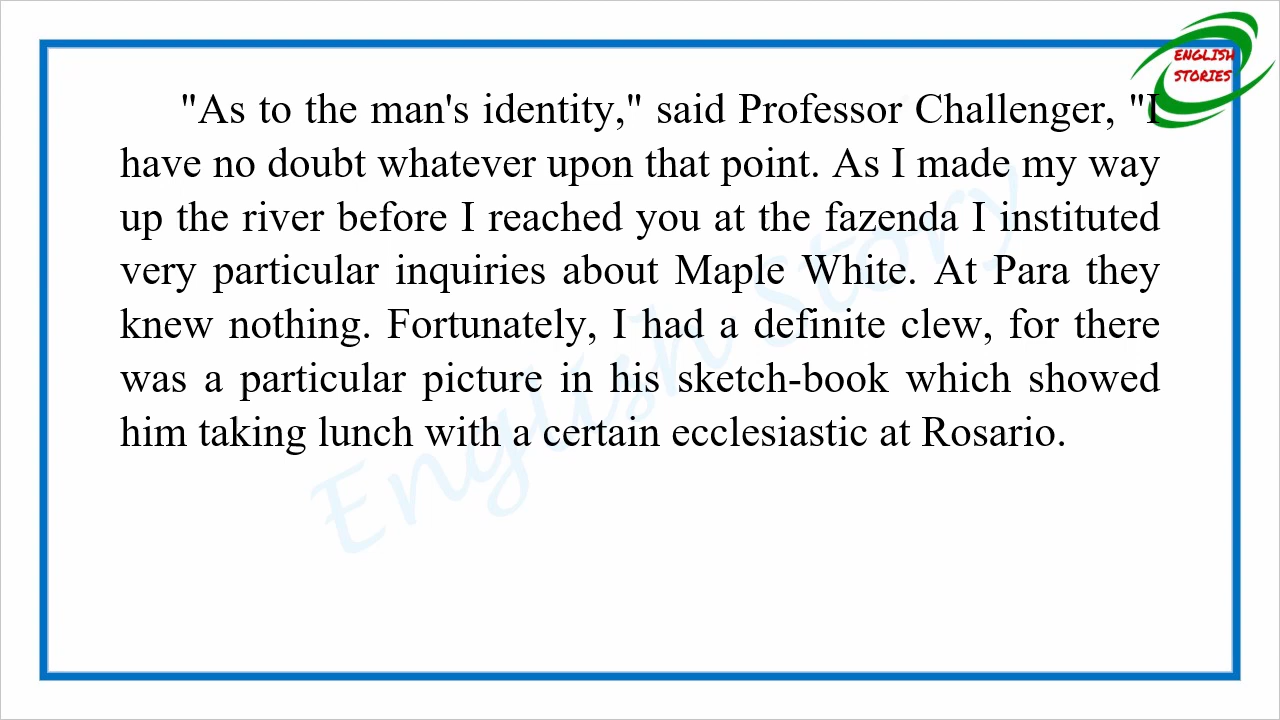 ENGLISH
STORIES
"As to the man's identity," said Professor Challenger, "I
have no doubt whatever upon that point. As I made my way
up the river before I reached you at the fazenda I instituted
very particular inquiries about Maple White. At Para they
knew nothing. Fortunately, I had a definite clew, for there
was a particular picture in his sketch-book which showed
him taking lunch with a certain ecclesiastic at Rosario.
English Story